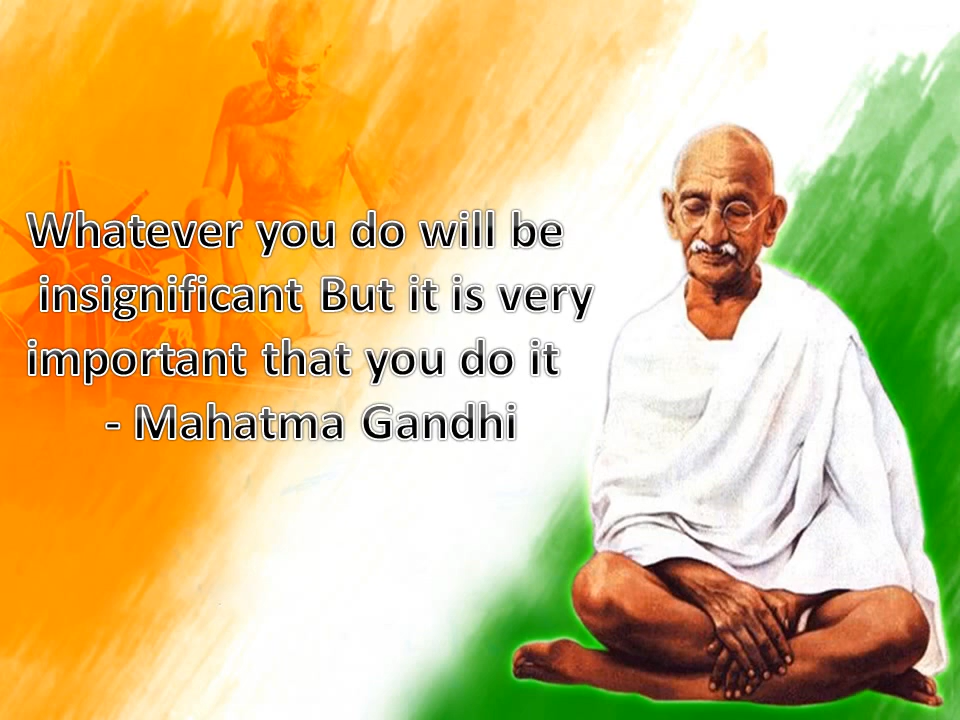 Whatever you do will be
insignificant But it is very
important that you do it
- Mahatma Gandhi